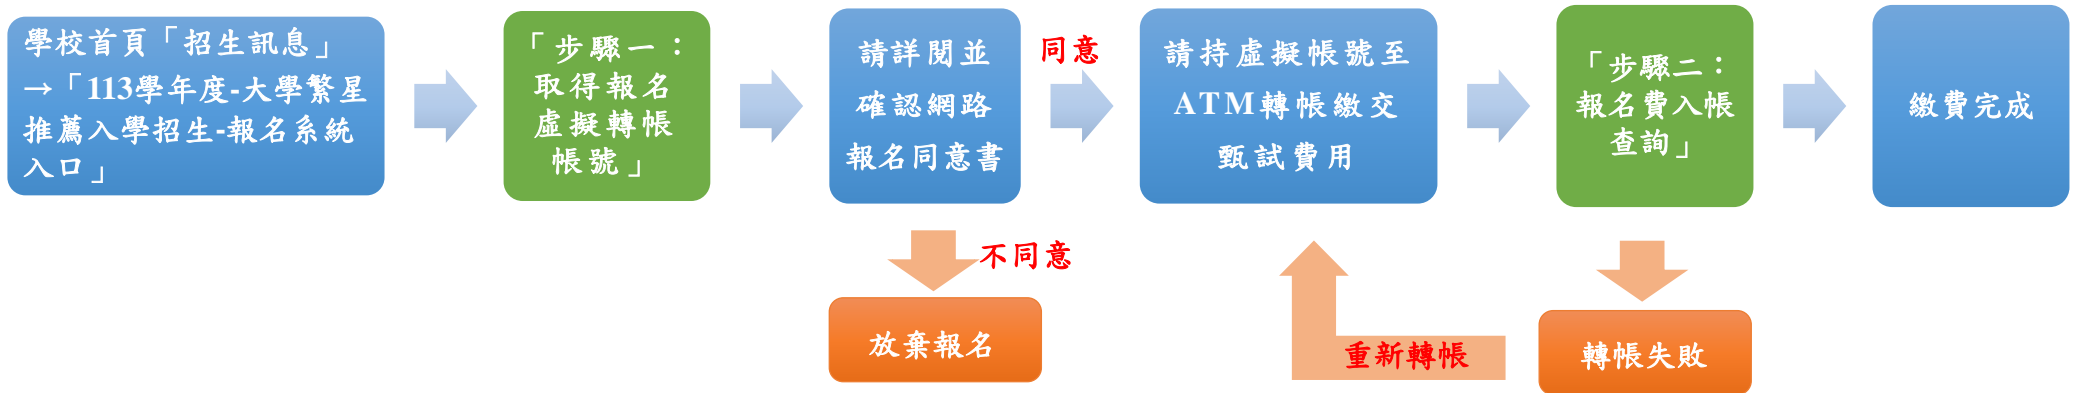 學校首頁「招生訊息」
→「113學年度-大學繁星
推薦入學招生-報名系統
入口」
「步驟一：
取得報名
虛擬轉帳
帳號」
請詳閱並
確認網路
報名同意書
同意
請持虛擬帳號至
ATM轉帳繳交
甄試費用
「步驟二：
報名費入帳
查詢」
繳費完成
不同意
放棄報名
重新轉帳
轉帳失敗